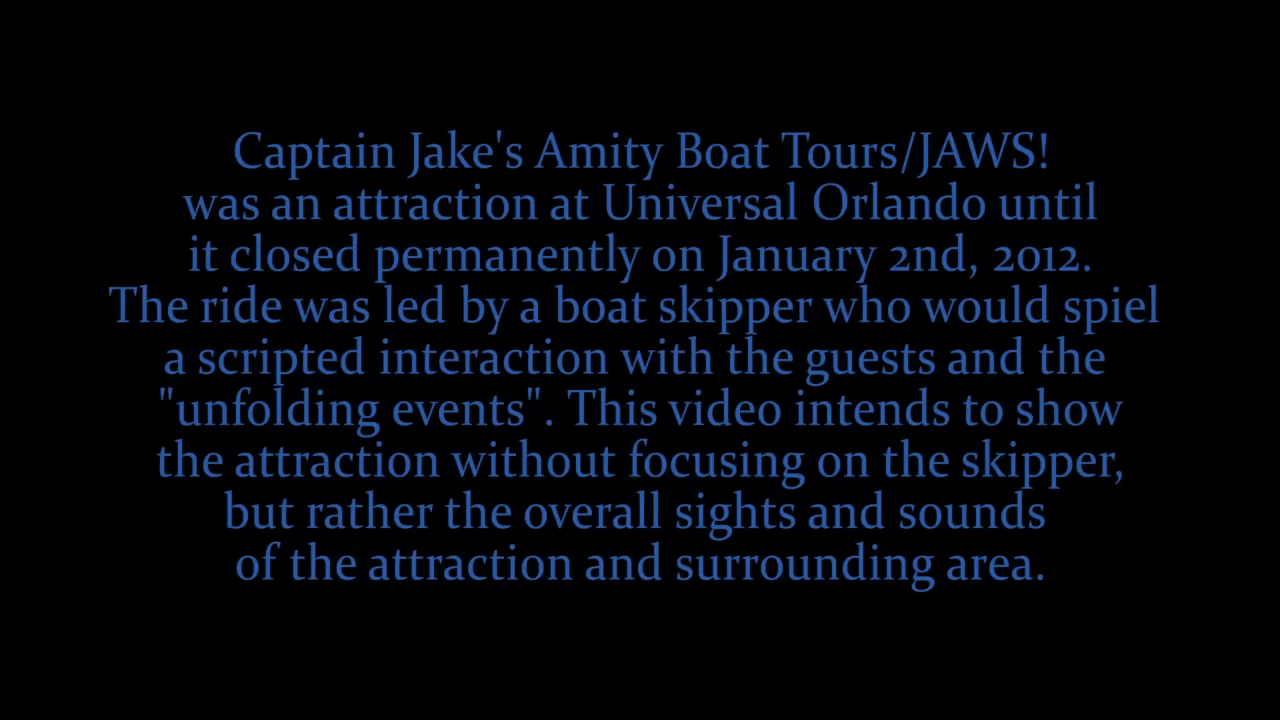 Captain Jake's Amity Boat Tours/JAWS!
was an attraction at Universal Orlando until
it closed permanently on January 2nd, 2012.
The ride was led by a boat skipper who would spiel
a scripted interaction with the guests and the
"unfolding events". This video intends to show
the attraction without focusing on the skipper,
but rather the overall sights and sounds
of the attraction and surrounding area.